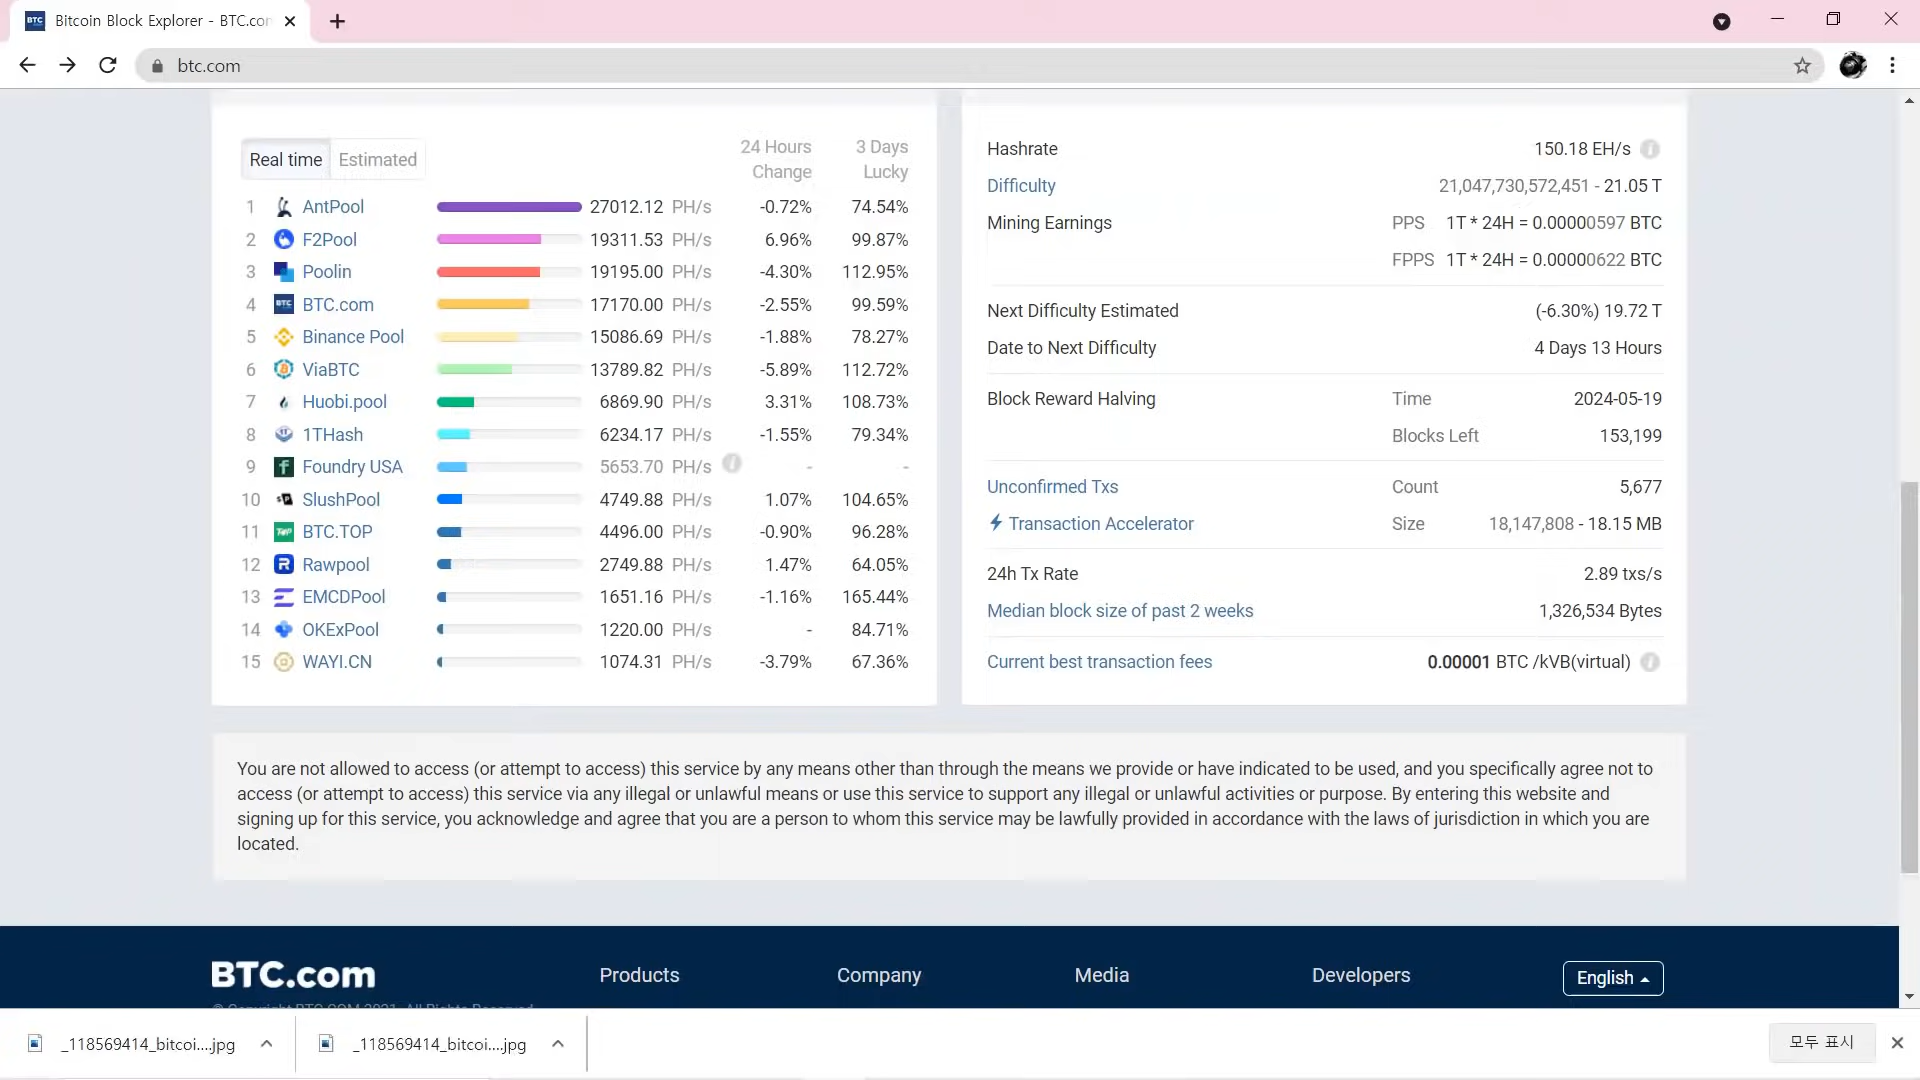 Bitcoin Block Explorer - BTC.com
btc.com
Real time
Estimated
24 Hours Change
3 Days Lucky
1 AntPool 27012.12 PH/s -0.72% 74.54%
2 F2Pool 19311.53 PH/s 6.96% 99.87%
3 Poolin 19195.00 PH/s -4.30% 112.95%
4 BTC BTC.com 17170.00 PH/s -2.55% 99.59%
5 Binance Pool 15086.69 PH/s -1.88% 78.27%
6 ViaBTC 13789.82 PH/s -5.89% 112.72%
7 Huobi.pool 6869.90 PH/s 3.31% 108.73%
8 1THash 6234.17 PH/s -1.55% 79.34%
9 Foundry USA 5653.70 PH/s - -
10 SlushPool 4749.88 PH/s 1.07% 104.65%
11 TOP BTC.TOP 4496.00 PH/s -0.90% 96.28%
12 Rawpool 2749.88 PH/s 1.47% 64.05%
13 EMCDPool 1651.16 PH/s -1.16% 165.44%
14 OKExPool 1220.00 PH/s - 84.71%
15 WAYI.CN 1074.31 PH/s -3.79% 67.36%
Hashrate 150.18 EH/s
Difficulty 21,047,730,572,451 - 21.05 T
Mining Earnings PPS 1T * 24H = 0.00000597 BTC
FPPS 1T * 24H = 0.00000622 BTC
Next Difficulty Estimated (-6.30%) 19.72 T
Date to Next Difficulty 4 Days 13 Hours
Block Reward Halving Time 2024-05-19
Blocks Left 153,199
Unconfirmed Txs Count 5,677
Transaction Accelerator Size 18,147,808 - 18.15 MB
24h Tx Rate 2.89 txs/s
Median block size of past 2 weeks 1,326,534 Bytes
Current best transaction fees 0.00001 BTC /kVB(virtual)
You are not allowed to access (or attempt to access) this service by any means other than through the means we provide or have indicated to be used, and you specifically agree not to
access (or attempt to access) this service via any illegal or unlawful means or use this service to support any illegal or unlawful activities or purpose. By entering this website and
signing up for this service, you acknowledge and agree that you are a person to whom this service may be lawfully provided in accordance with the laws of jurisdiction in which you are
located.
BTC.com Products Company Media Developers English
© Copyright BTC.COM 2021. All Rights Reserved
_118569414_bitcoi....jpg
_118569414_bitcoi....jpg
모두 표시